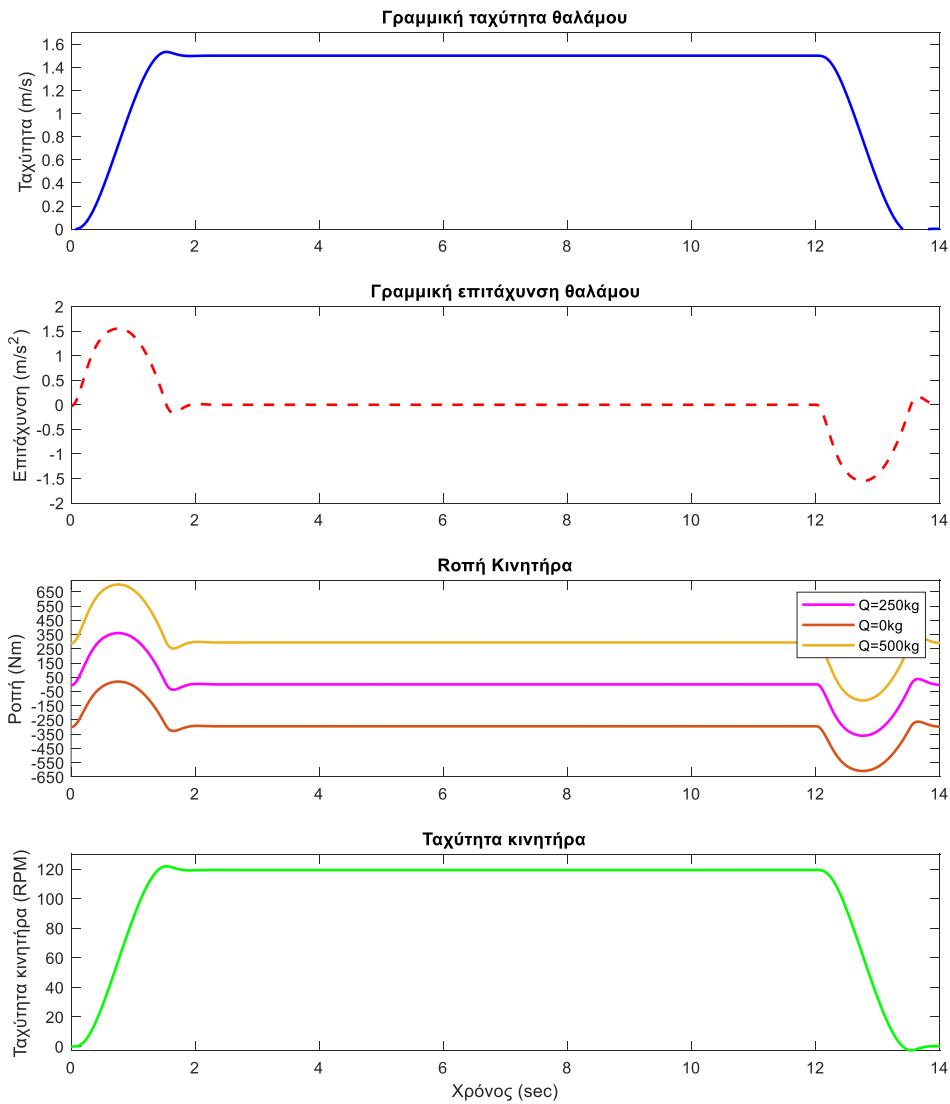 Γραμμική ταχύτητα θαλάμου
Ταχύτητα (m/s)
1.6
1.4
1.2
1
0.8
0.6
0.4
0.2
0
0 2 4 6 8 10 12 14
Γραμμική επιτάχυνση θαλάμου
Επιτάχυνση (m/s²)
2
1.5
1
0.5
0
-0.5
-1
-1.5
-2
0 2 4 6 8 10 12 14
Rοπή Κινητήρα
Ροπή (Nm)
650
550
450
350
250
150
50
-50
-150
-250
-350
-450
-550
-650
Q=250kg
Q=0kg
Q=500kg
0 2 4 6 8 10 12 14
Ταχύτητα κινητήρα
Ταχύτητα κινητήρα (RPM)
120
100
80
60
40
20
0
0 2 4 6 8 10 12 14
Χρόνος (sec)